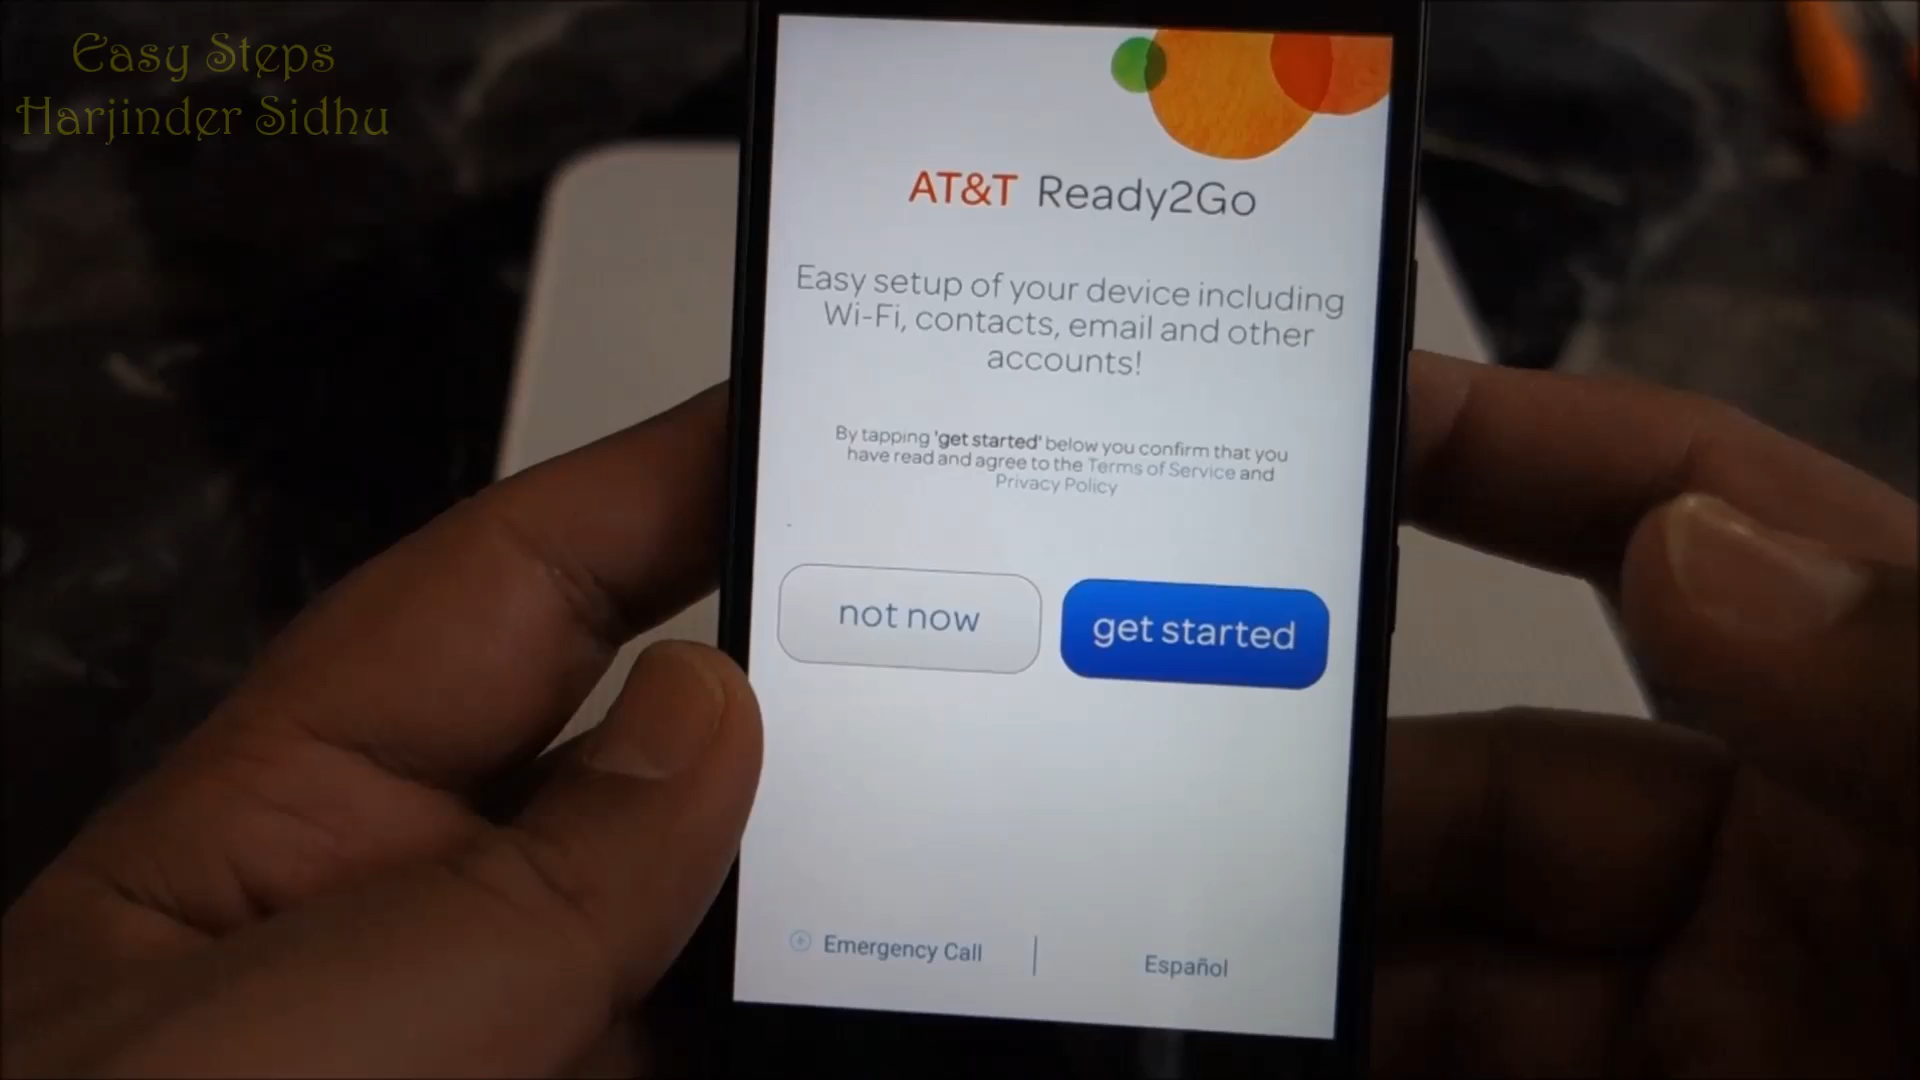 Easy Steps
Harjinder Sidhu
AT&T Ready2Go
Easy setup of your device including
Wi-Fi, contacts, email and other
accounts!
By tapping 'get started' below you confirm that you
have read and agree to the Terms of Service and
Privacy Policy
not now
get started
Emergency Call
Español